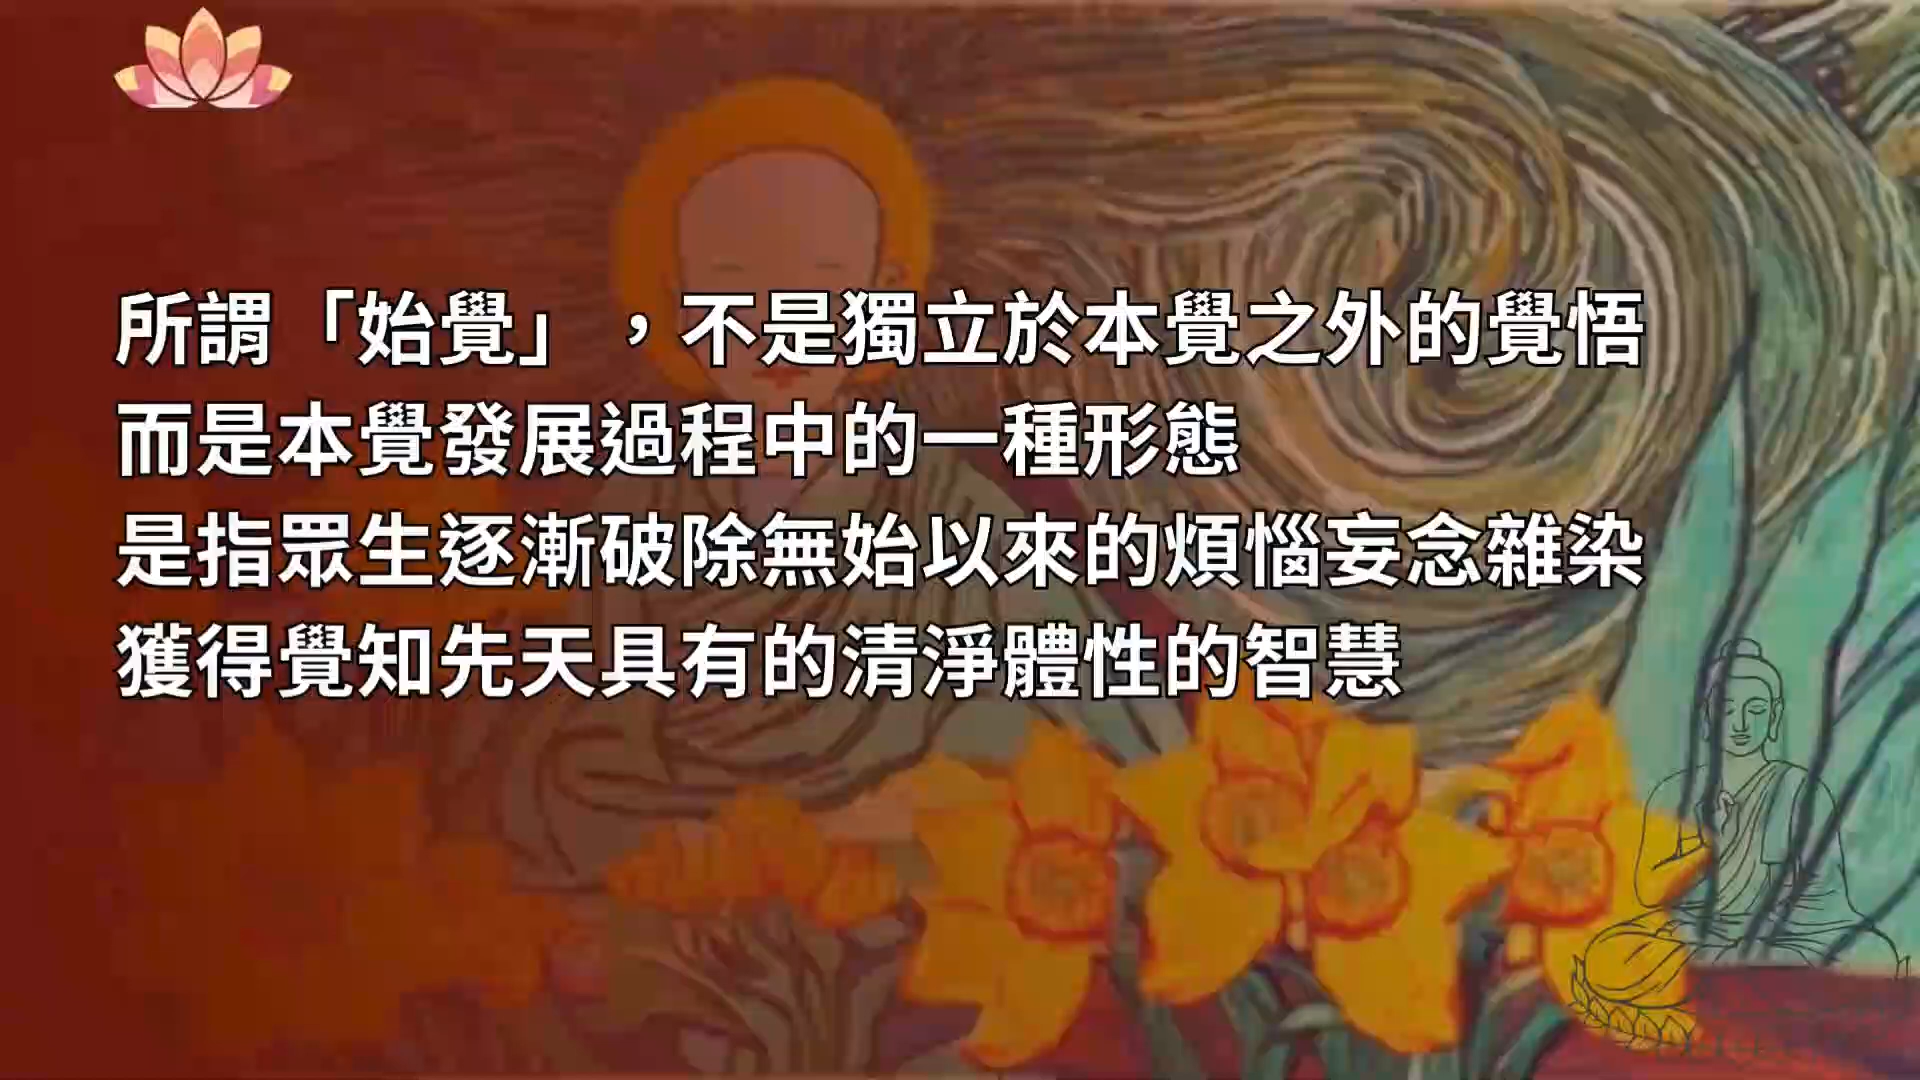 所謂「始覺」，不是獨立於本覺之外的覺悟
而是本覺發展過程中的一種形態
是指眾生逐漸破除無始以來的煩惱妄念雜染
獲得覺知先天具有的清淨體性的智慧